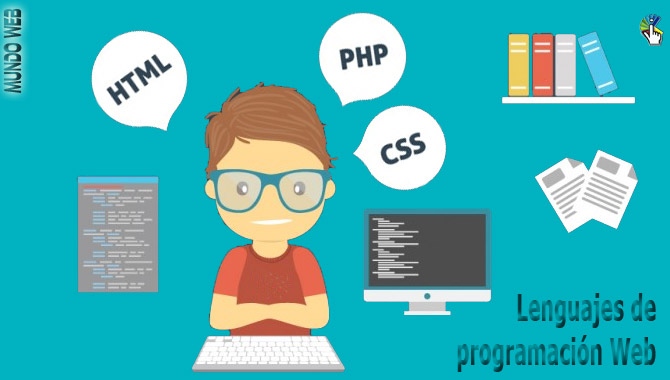 MUNDO WEB
HTML
PHP
CSS
Lenguajes de
programación Web